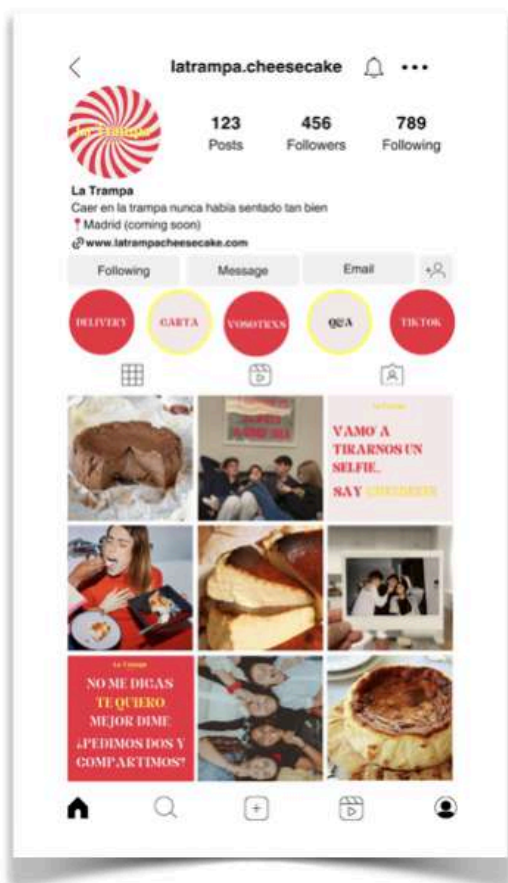 latrampa.cheesecake
La Trampa
123 456 789
Posts Followers Following
La Trampa
Caer en la trampa nunca había sentado tan bien
Madrid (coming soon)
www.latrampacheesecake.com
Following Message Email
DELIVERY CARTA VOSOTRXS Q&A TIKTOK
La Trampa
VAMO' A
TIRARNOS UN
SELFIE..
SAY CHEEEEESE
La Trampa
NO ME DIGAS
TE QUIERO
MEJOR DIME
¿PEDIMOS DOS Y
COMPARTIMOS?